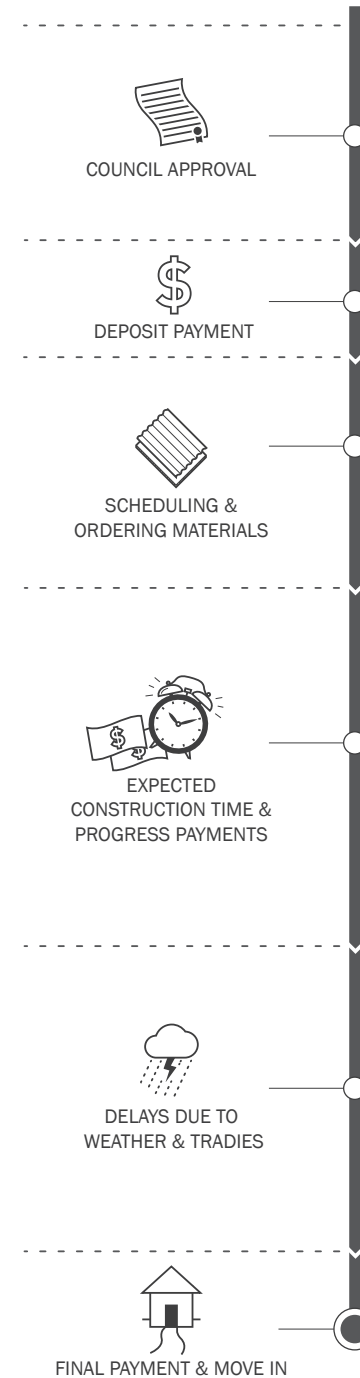 COUNCIL APPROVAL
$
DEPOSIT PAYMENT
SCHEDULING &
ORDERING MATERIALS
$
$
EXPECTED
CONSTRUCTION TIME &
PROGRESS PAYMENTS
DELAYS DUE TO
WEATHER & TRADIES
FINAL PAYMENT & MOVE IN